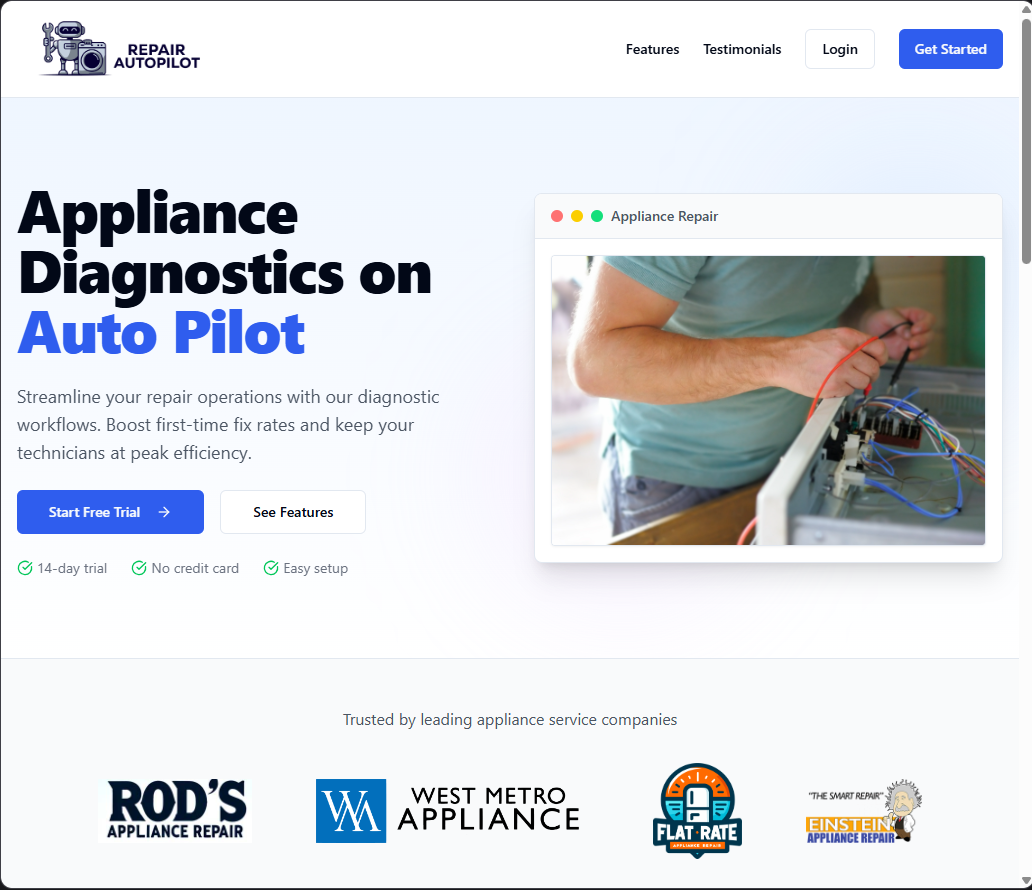 REPAIR
AUTOPILOT
Features
Testimonials
Login
Get Started
Appliance
Diagnostics on
Auto Pilot
Streamline your repair operations with our diagnostic
workflows. Boost first-time fix rates and keep your
technicians at peak efficiency.
Start Free Trial
See Features
14-day trial
No credit card
Easy setup
Appliance Repair
Trusted by leading appliance service companies
ROD'S
APPLIANCE REPAIR
WM
WEST METRO
APPLIANCE
FLAT·RATE
APPLIANCE REPAIR
"THE SMART REPAIR"
EINSTEIN
APPLIANCE REPAIR